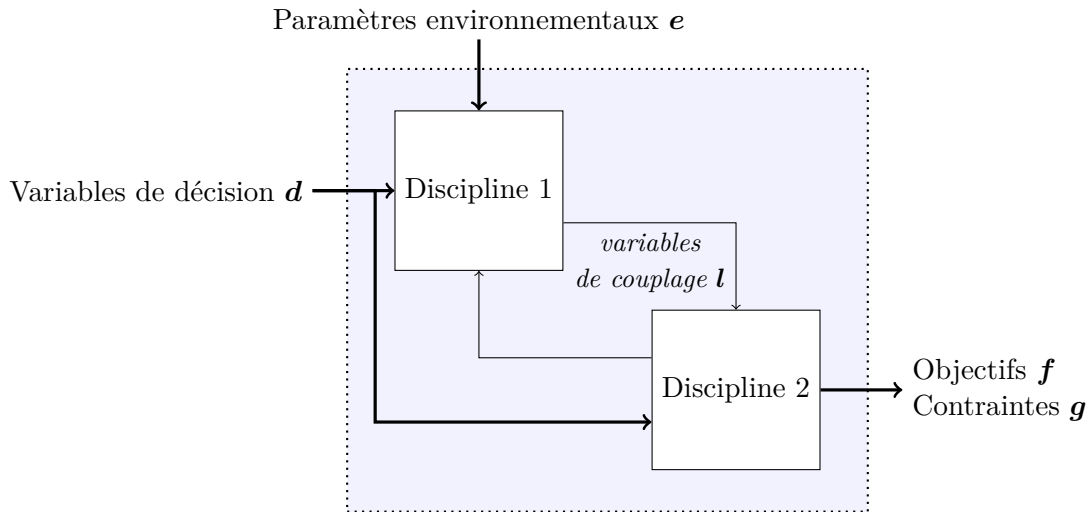 Paramètres environnementaux e
Variables de décision d
Discipline 1
variables
de couplage l
Discipline 2
Objectifs f
Contraintes g